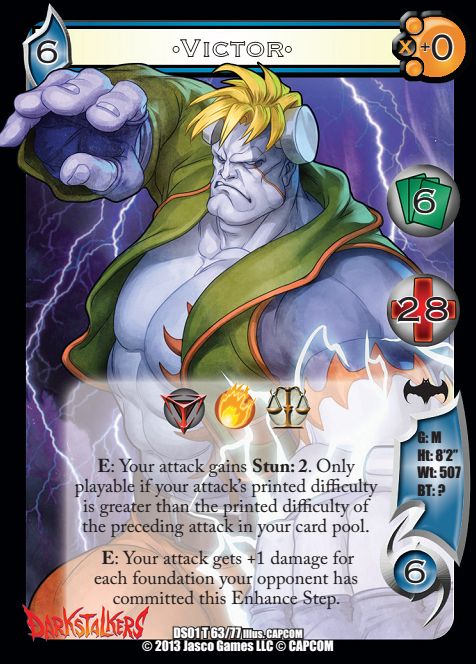 6
·VICTOR·
X +0
6
28
G: M
Ht: 8'2"
Wt: 507
BT: ?
E: Your attack gains Stun: 2. Only
playable if your attack's printed difficulty
is greater than the printed difficulty of
the preceding attack in your card pool.
E: Your attack gets +1 damage for
each foundation your opponent has
committed this Enhance Step.
6
DARKSTALKERS
DS01 T 63/77 Illus. CAPCOM
© 2013 Jasco Games LLC © CAPCOM